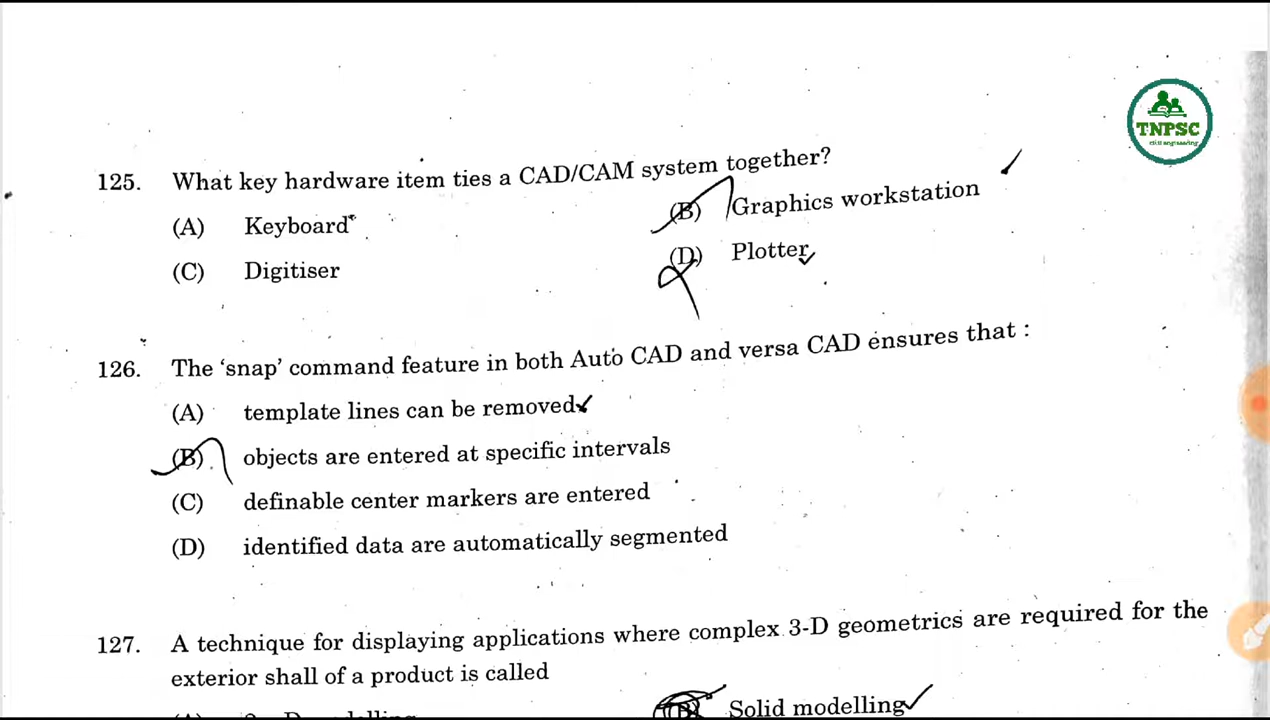 TNPSC
civil engineering
125. What key hardware item ties a CAD/CAM system together?
(A) Keyboard
(B) Graphics workstation
(C) Digitiser
(D) Plotter
126. The 'snap' command feature in both Auto CAD and versa CAD ensures that :
(A) template lines can be removed
(B) objects are entered at specific intervals
(C) definable center markers are entered
(D) identified data are automatically segmented
127. A technique for displaying applications where complex 3-D geometrics are required for the
exterior shall of a product is called
(B) Solid modelling